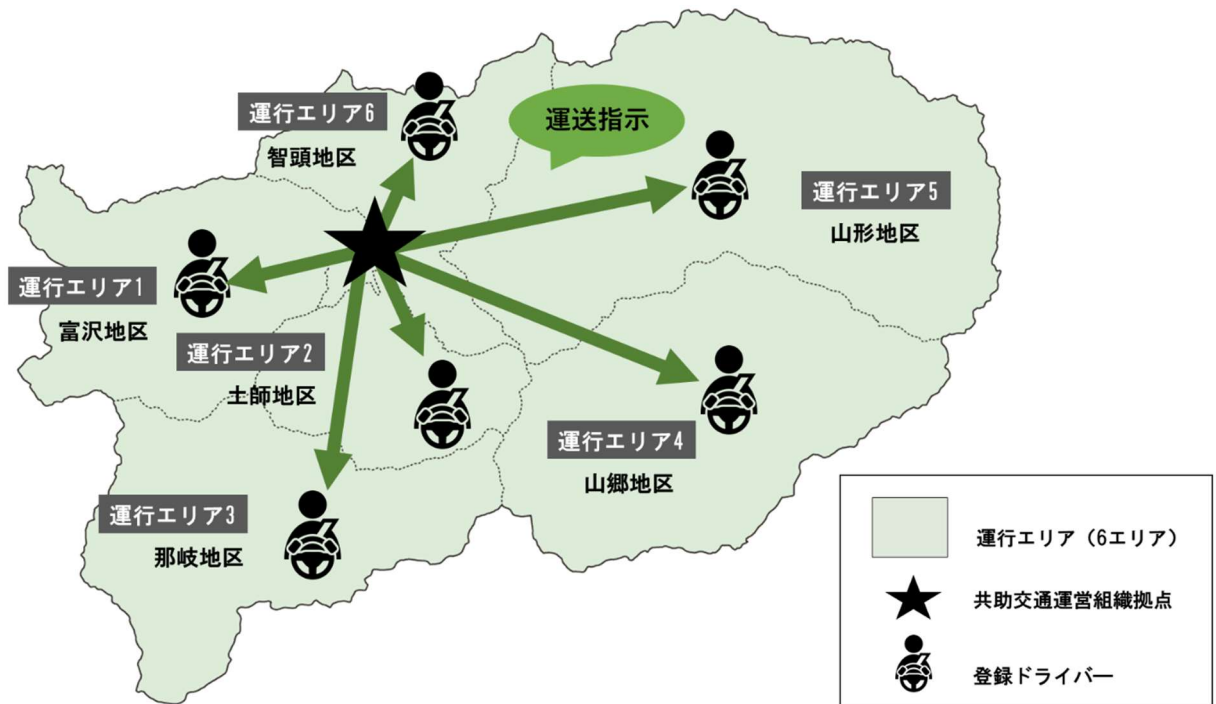 運行エリア6
智頭地区
運送指示
運行エリア5
山形地区
運行エリア1
富沢地区
運行エリア2
土師地区
運行エリア4
山郷地区
運行エリア3
那岐地区
運行エリア（6エリア）
共助交通運営組織拠点
登録ドライバー